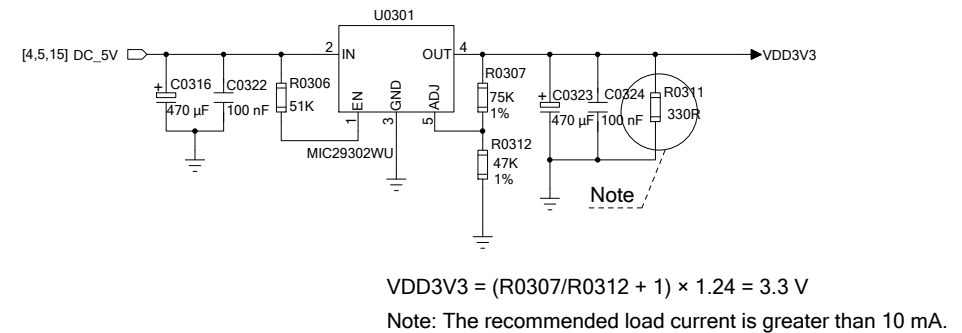 U0301
[4,5,15] DC_5V
2
IN
OUT
4
VDD3V3
C0316
470 µF
C0322
100 nF
R0306
51K
EN
GND
ADJ
1
3
5
MIC29302WU
R0307
75K
1%
R0312
47K
1%
C0323
470 µF
C0324
100 nF
R0311
330R
Note
VDD3V3 = (R0307/R0312 + 1) × 1.24 = 3.3 V
Note: The recommended load current is greater than 10 mA.